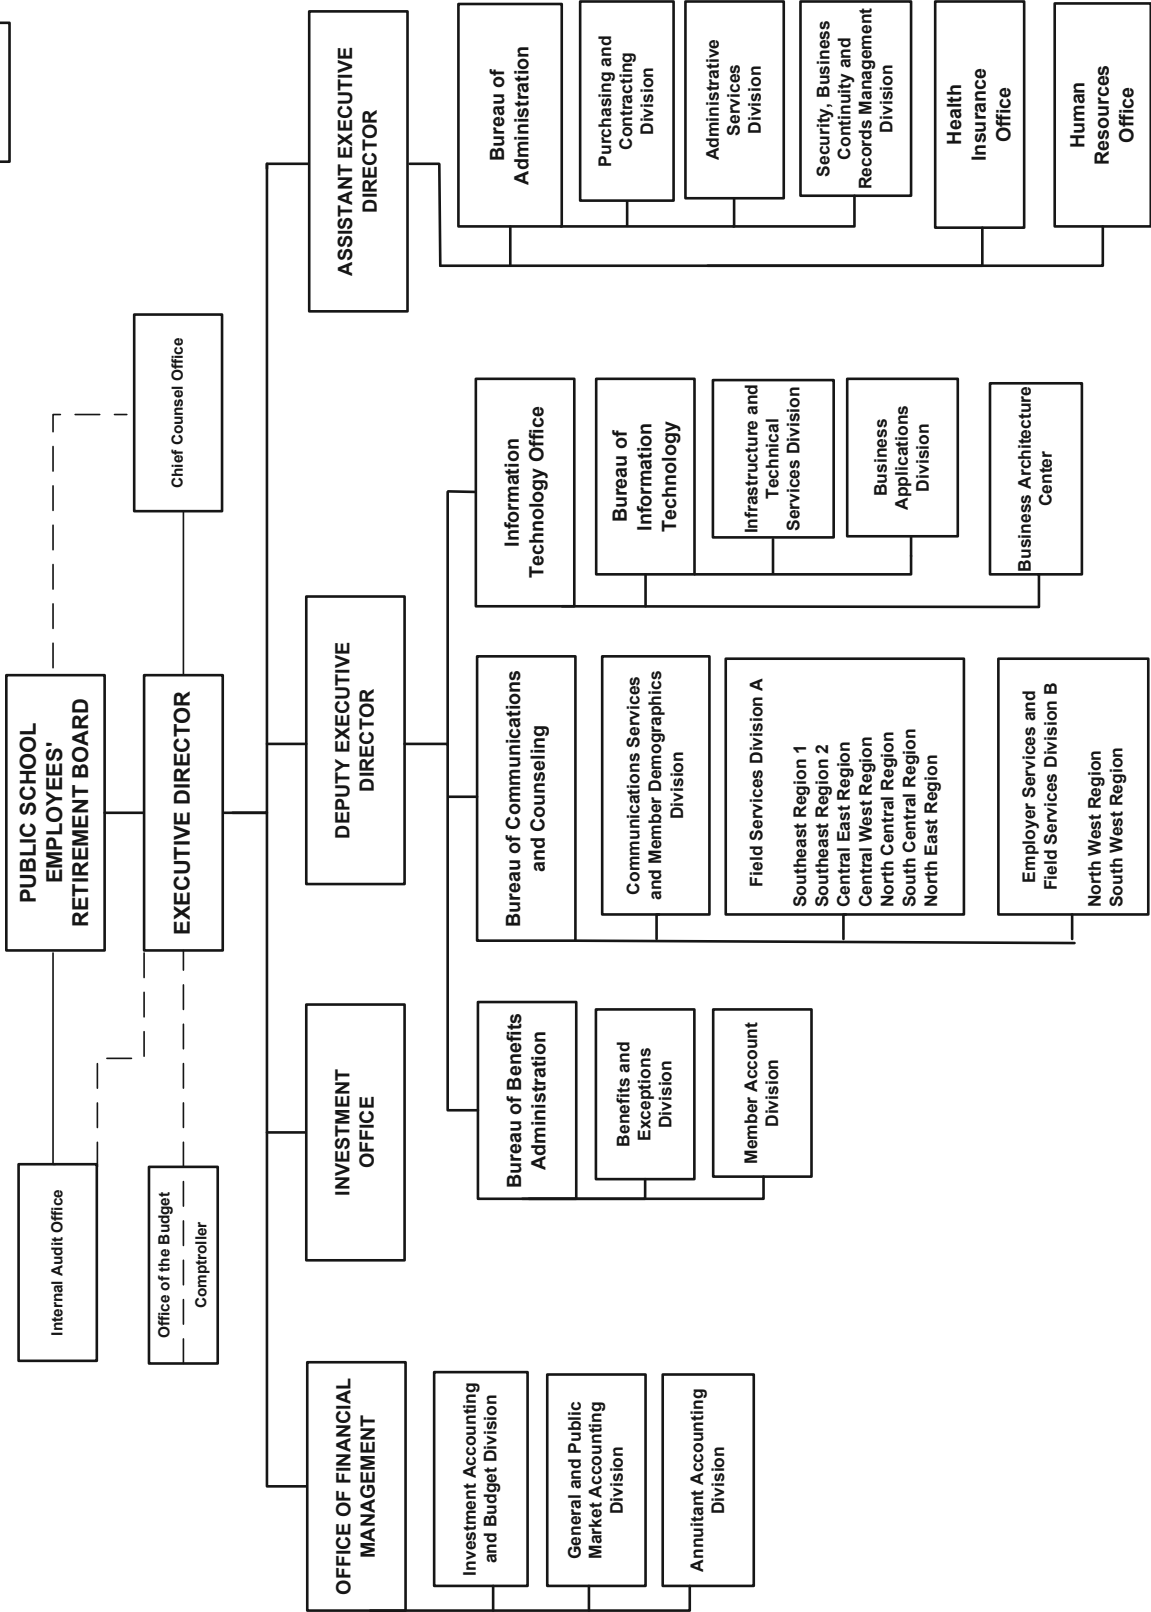 PUBLIC SCHOOL
EMPLOYEES'
RETIREMENT BOARD
Internal Audit Office
Chief Counsel Office
EXECUTIVE DIRECTOR
Office of the Budget
Comptroller
OFFICE OF FINANCIAL
MANAGEMENT
Investment Accounting
and Budget Division
General and Public
Market Accounting
Division
Annuitant Accounting
Division
INVESTMENT
OFFICE
DEPUTY EXECUTIVE
DIRECTOR
Bureau of Benefits
Administration
Benefits and
Exceptions
Division
Member Account
Division
Bureau of Communications
and Counseling
Communications Services
and Member Demographics
Division
Field Services Division A
Southeast Region 1
Southeast Region 2
Central East Region
Central West Region
North Central Region
South Central Region
North East Region
Employer Services and
Field Services Division B
North West Region
South West Region
Information
Technology Office
Bureau of
Information
Technology
Infrastructure and
Technical
Services Division
Business
Applications
Division
Business Architecture
Center
ASSISTANT EXECUTIVE
DIRECTOR
Bureau of
Administration
Purchasing and
Contracting
Division
Administrative
Services
Division
Security, Business
Continuity and
Records Management
Division
Health
Insurance
Office
Human
Resources
Office